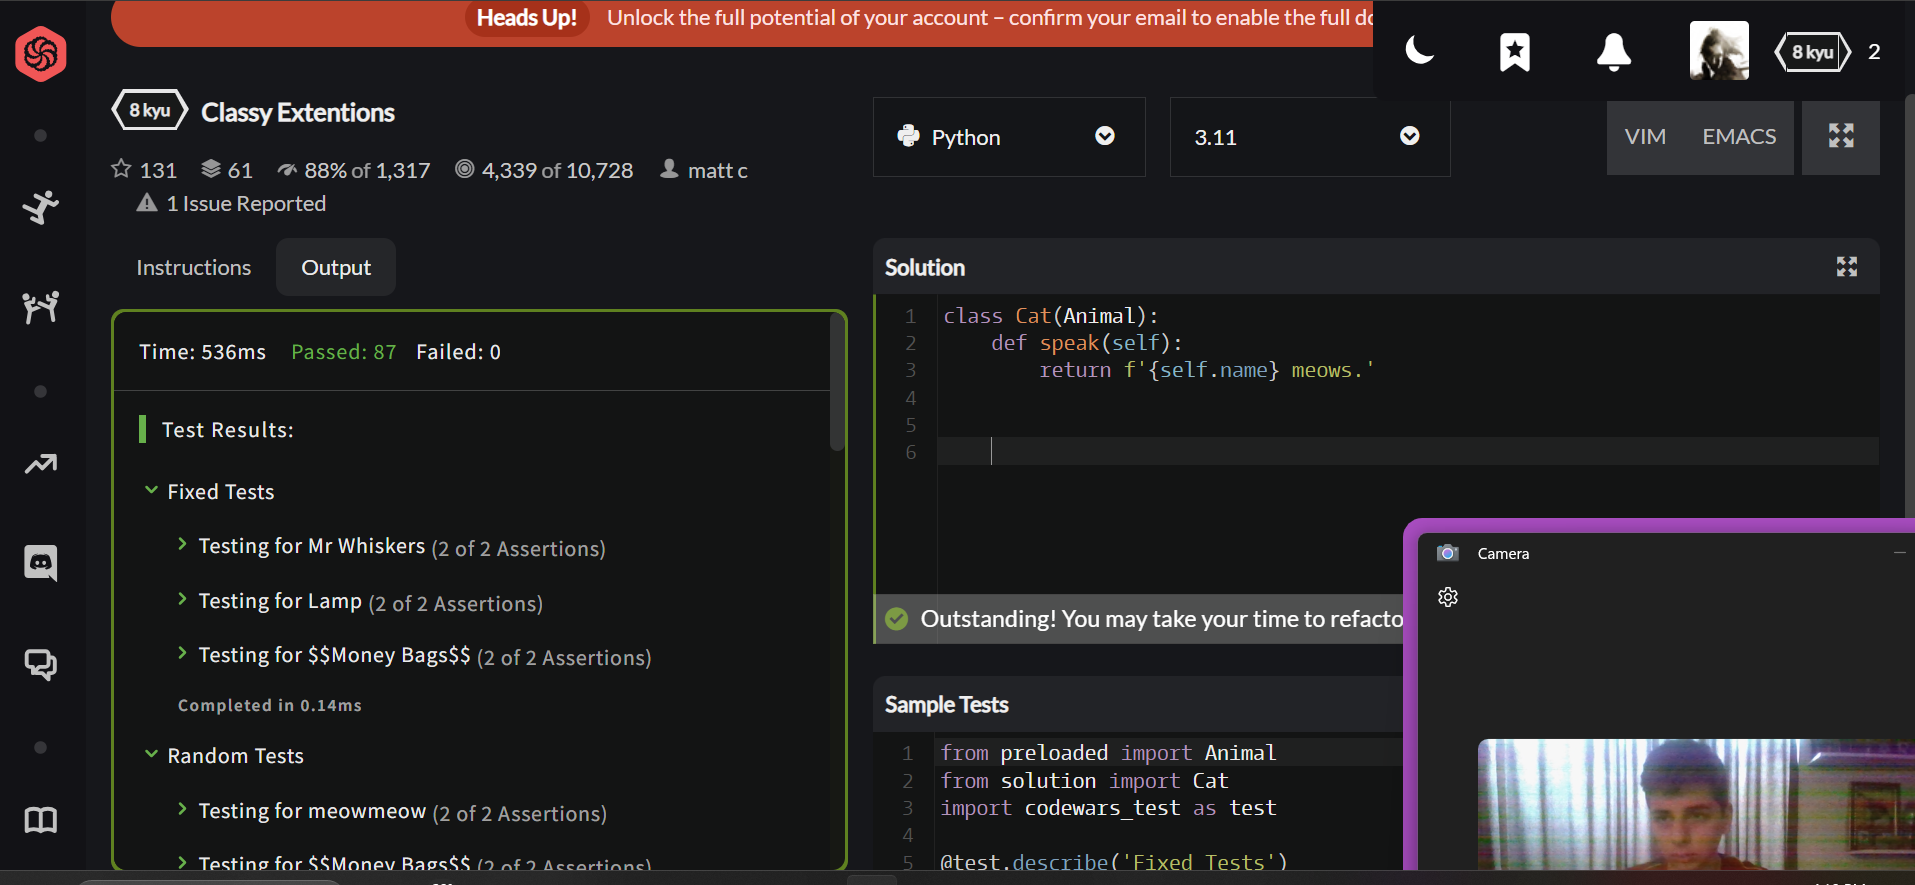 Heads Up! Unlock the full potential of your account – confirm your email to enable the full
8 kyu 2
8 kyu Classy Extentions
131 61 88% of 1,317 4,339 of 10,728 matt c
1 Issue Reported
Python
3.11
VIM EMACS
Instructions Output
Time: 536ms Passed: 87 Failed: 0
Test Results:
Fixed Tests
Testing for Mr Whiskers (2 of 2 Assertions)
Testing for Lamp (2 of 2 Assertions)
Testing for $$Money Bags$$ (2 of 2 Assertions)
Completed in 0.14ms
Random Tests
Testing for meowmeow (2 of 2 Assertions)
Testing for $$Money Bags$$ (2 of 2 Assertions)
Solution
1 class Cat(Animal):
2 def speak(self):
3 return f'{self.name} meows.'
4
5
6
Outstanding! You may take your time to refacto
Sample Tests
1 from preloaded import Animal
2 from solution import Cat
3 import codewars_test as test
4
5 @test.describe('Fixed Tests')
Camera